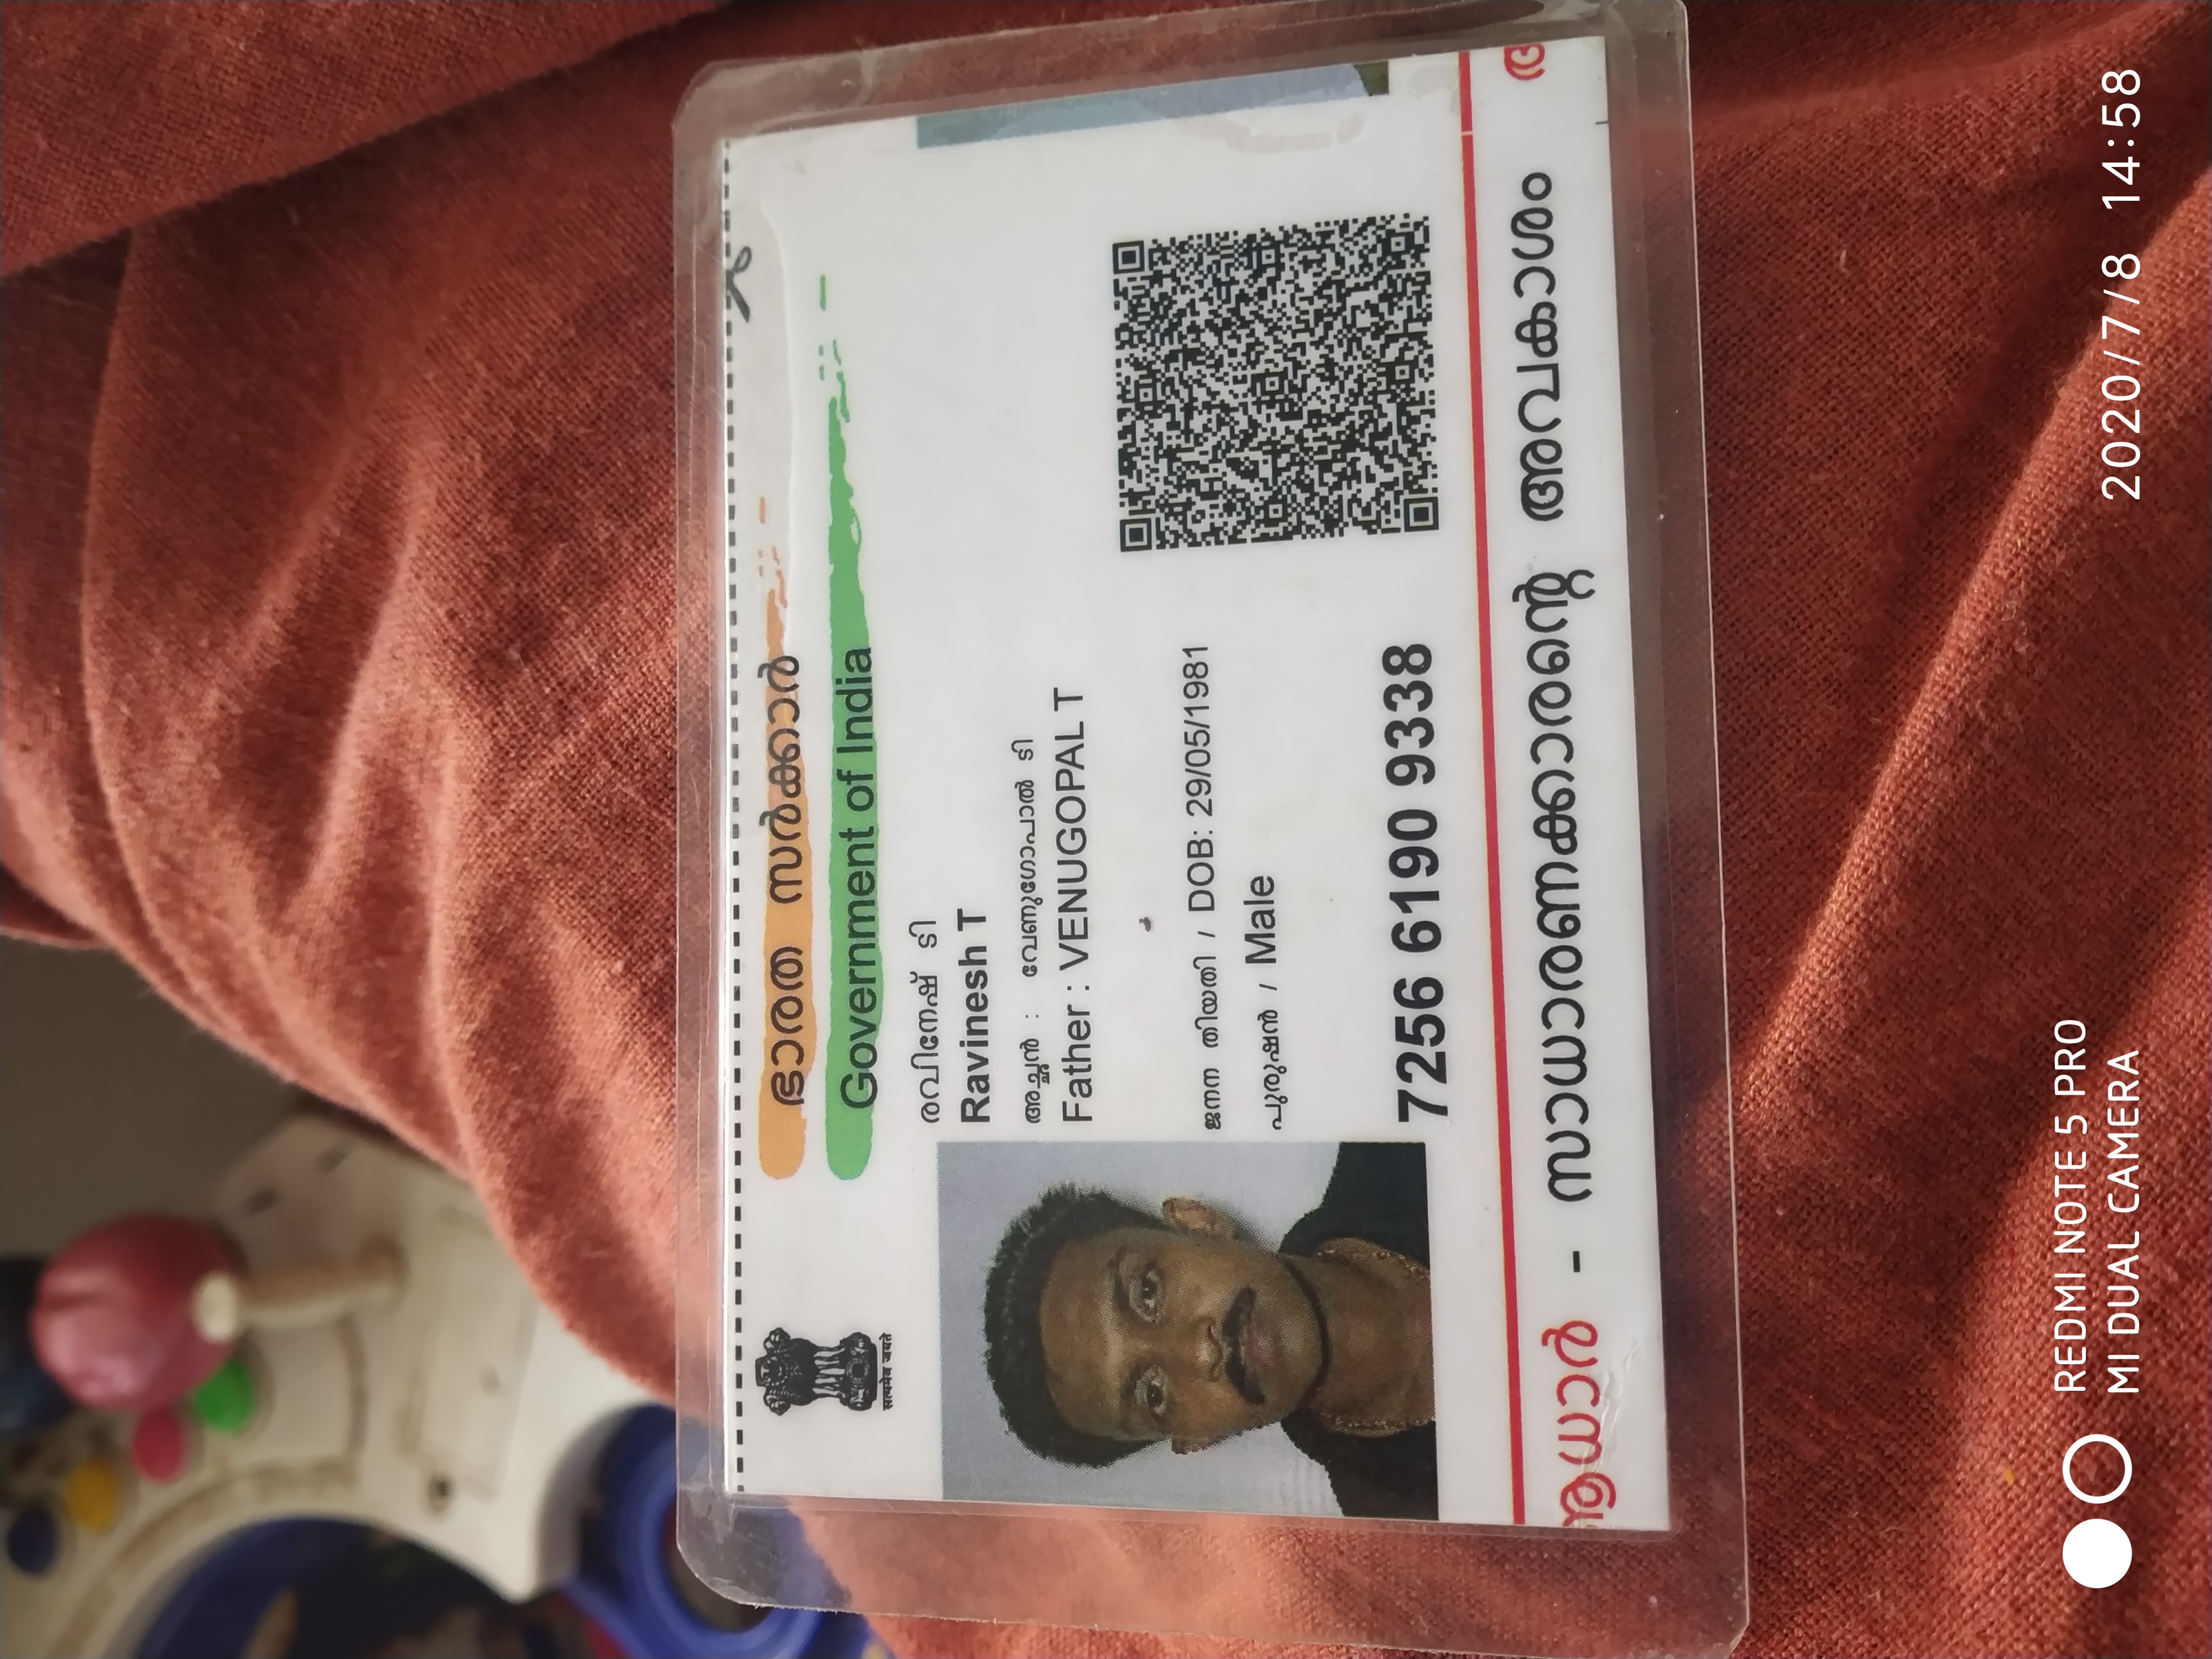 ഭാരത സർക്കാർ
Government of India
सत्यमेव जयते
രവിനേഷ് ടി
Ravinesh T
അച്ഛൻ : വേണുഗോപാൽ ടി
Father : VENUGOPAL T
ജനന തിയതി / DOB: 29/05/1981
പുരുഷൻ / Male
7256 6190 9338
ആധാർ - സാധാരണക്കാരന്റെ അവകാശം
REDMI NOTE 5 PRO
MI DUAL CAMERA
2020/7/8 14:58